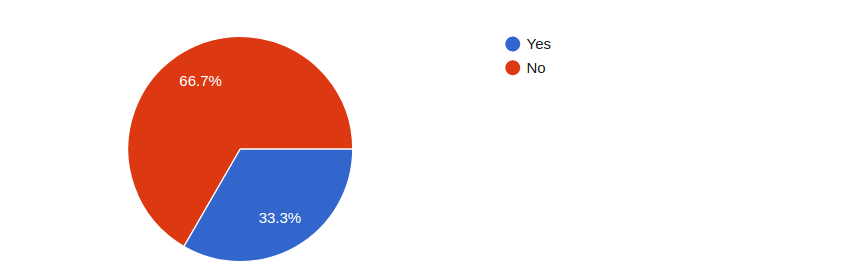 Yes
No
66.7%
33.3%